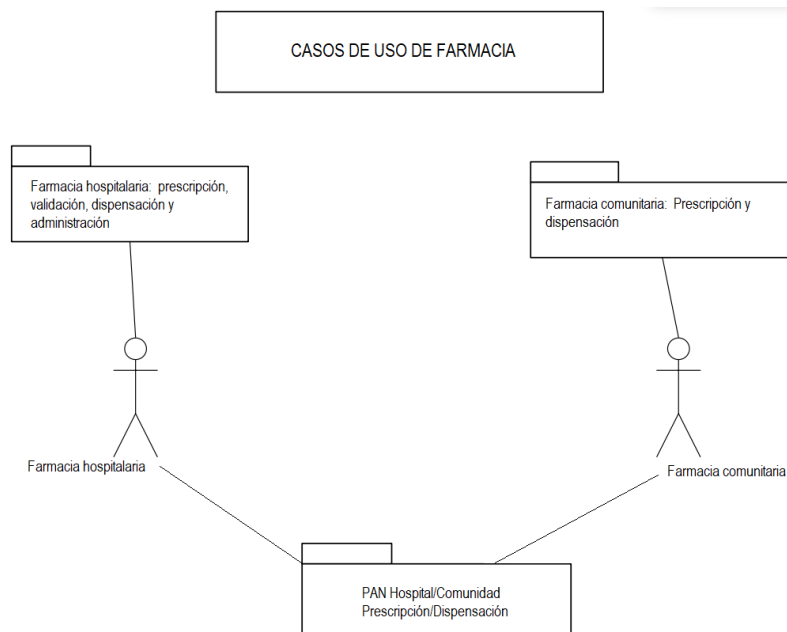 CASOS DE USO DE FARMACIA
Farmacia hospitalaria: prescripción,
validación, dispensación y
administración
Farmacia comunitaria: Prescripción y
dispensación
Farmacia hospitalaria
Farmacia comunitaria
PAN Hospital/Comunidad
Prescripción/Dispensación